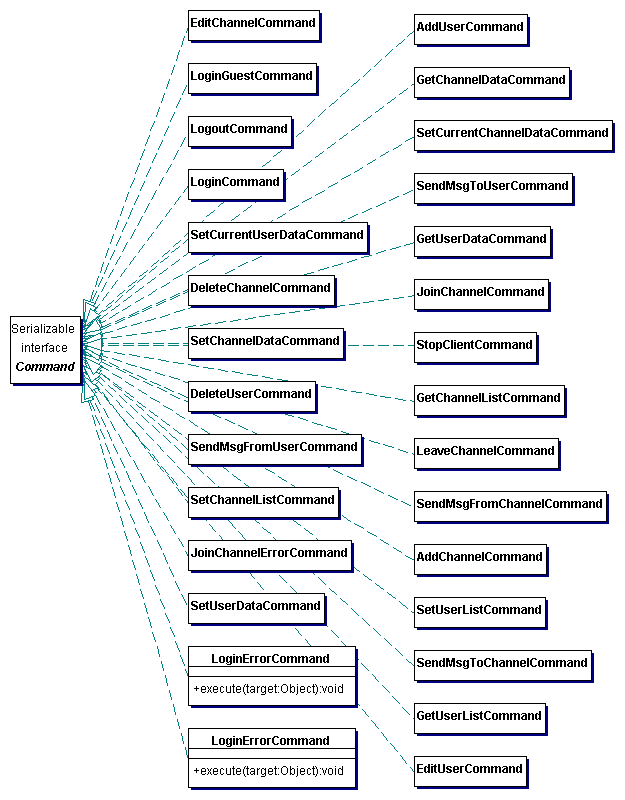 Serializable
interface
Command
EditChannelCommand
LoginGuestCommand
LogoutCommand
LoginCommand
SetCurrentUserDataCommand
DeleteChannelCommand
SetChannelDataCommand
DeleteUserCommand
SendMsgFromUserCommand
SetChannelListCommand
JoinChannelErrorCommand
SetUserDataCommand
LoginErrorCommand
+execute(target:Object):void
LoginErrorCommand
+execute(target:Object):void
AddUserCommand
GetChannelDataCommand
SetCurrentChannelDataCommand
SendMsgToUserCommand
GetUserDataCommand
JoinChannelCommand
StopClientCommand
GetChannelListCommand
LeaveChannelCommand
SendMsgFromChannelCommand
AddChannelCommand
SetUserListCommand
SendMsgToChannelCommand
GetUserListCommand
EditUserCommand